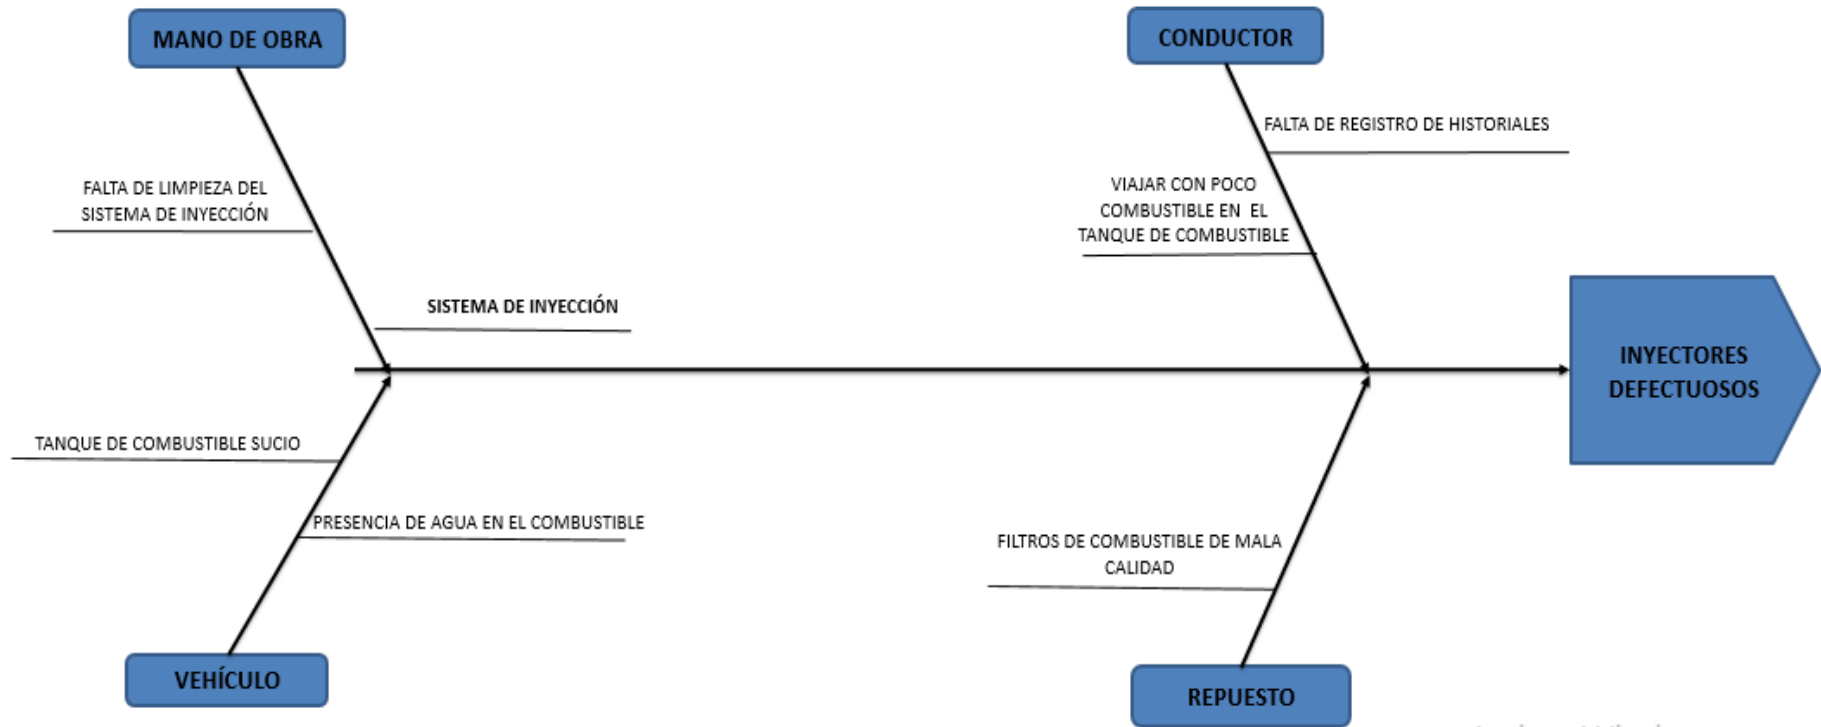 MANO DE OBRA
CONDUCTOR
FALTA DE REGISTRO DE HISTORIALES
FALTA DE LIMPIEZA DEL
SISTEMA DE INYECCIÓN
VIAJAR CON POCO
COMBUSTIBLE EN EL
TANQUE DE COMBUSTIBLE
SISTEMA DE INYECCIÓN
INYECTORES
DEFECTUOSOS
TANQUE DE COMBUSTIBLE SUCIO
PRESENCIA DE AGUA EN EL COMBUSTIBLE
FILTROS DE COMBUSTIBLE DE MALA
CALIDAD
VEHÍCULO
REPUESTO